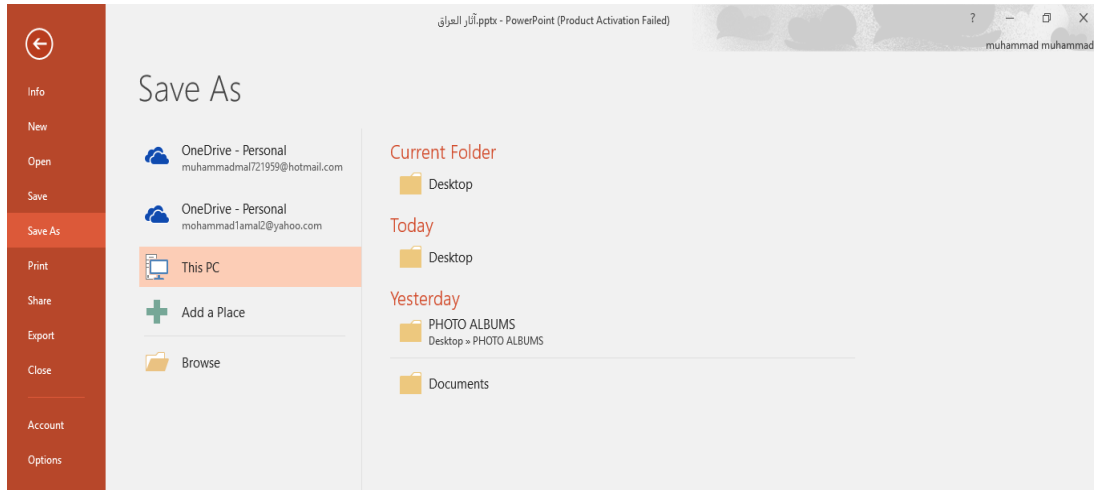 آثار العراق.pptx - PowerPoint (Product Activation Failed)
?
muhammad muhammad
Info
New
Open
Save
Save As
Print
Share
Export
Close
Account
Options
Save As
OneDrive - Personal
muhammadmal721959@hotmail.com
OneDrive - Personal
mohammad1amal2@yahoo.com
This PC
Add a Place
Browse
Current Folder
Desktop
Today
Desktop
Yesterday
PHOTO ALBUMS
Desktop » PHOTO ALBUMS
Documents